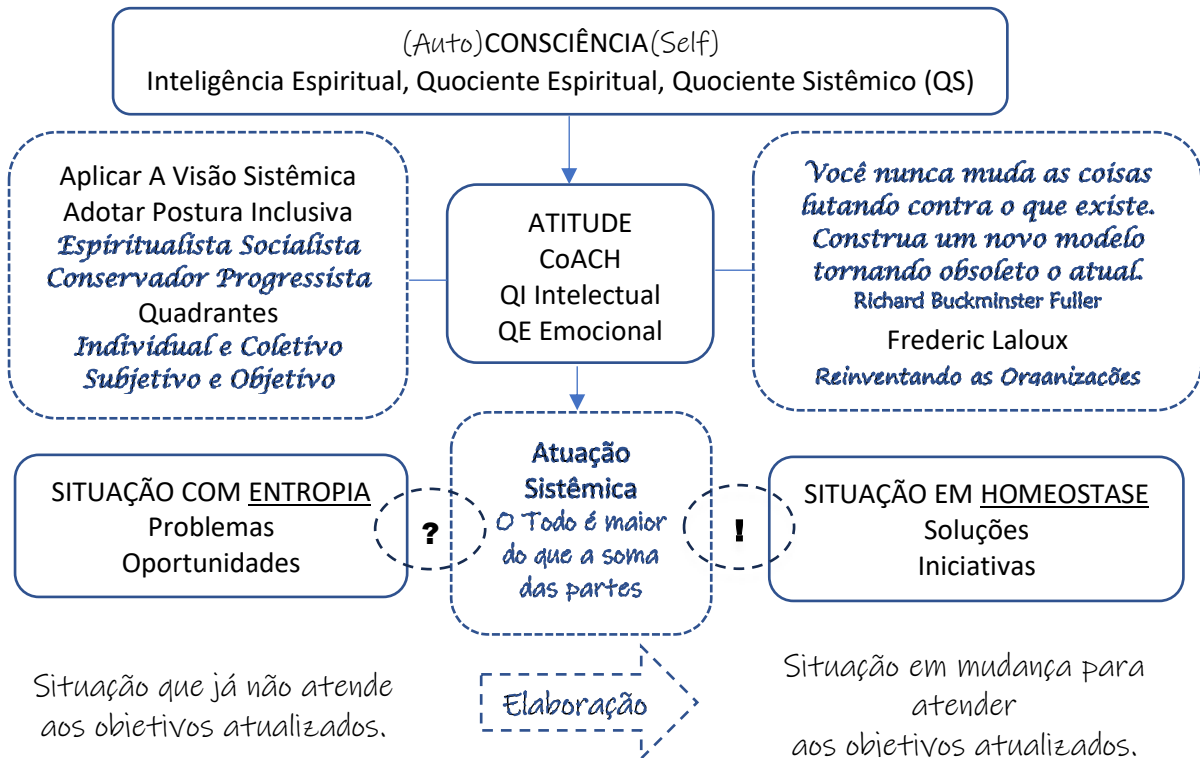 (Auto)CONSCIÊNCIA(Self)
Inteligência Espiritual, Quociente Espiritual, Quociente Sistêmico (QS)
Aplicar A Visão Sistêmica
Adotar Postura Inclusiva
Espiritualista Socialista
Conservador Progressista
Quadrantes
Individual e Coletivo
Subjetivo e Objetivo
ATITUDE
CoACH
QI Intelectual
QE Emocional
Você nunca muda as coisas
lutando contra o que existe.
Construa um novo modelo
tornando obsoleto o atual.
Richard Buckminster Fuller
Frederic Laloux
Reinventando as Organizações
SITUAÇÃO COM ENTROPIA
Problemas
Oportunidades
?
Atuação
Sistêmica
O Todo é maior
do que a soma
das partes
!
SITUAÇÃO EM HOMEOSTASE
Soluções
Iniciativas
Situação que já não atende
aos objetivos atualizados.
Elaboração
Situação em mudança para
atender
aos objetivos atualizados.